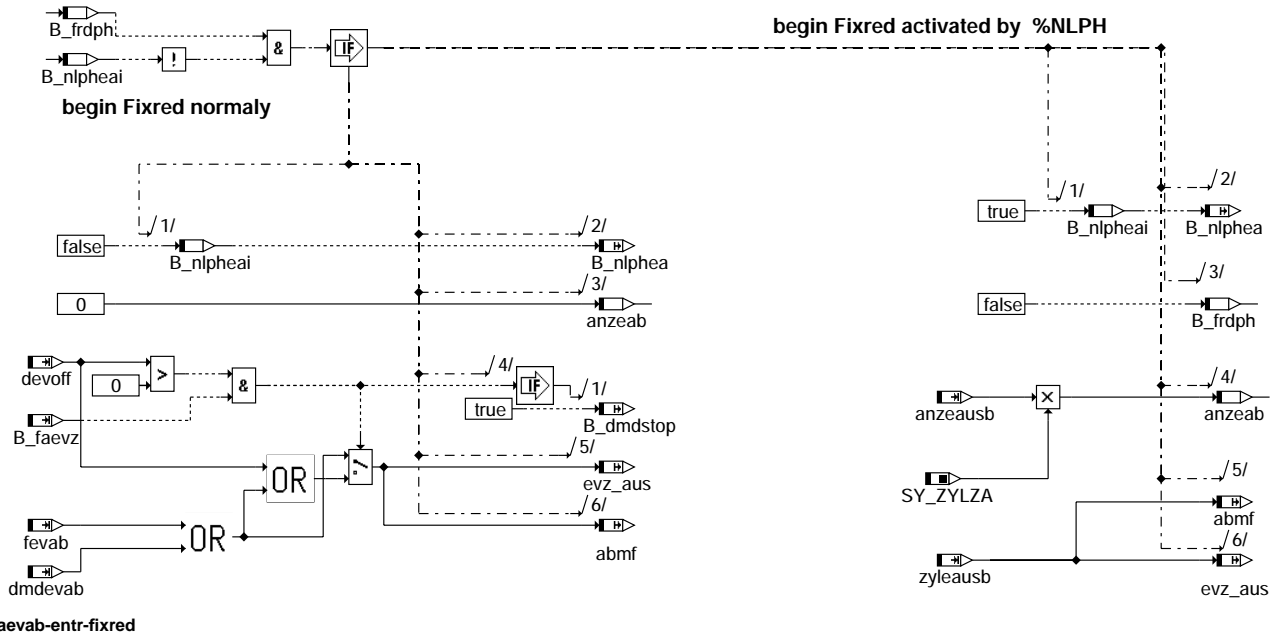 B_frdph
begin Fixred activated by %NLPH
&
IF
B_nlpheai
!
begin Fixred normaly
/1/
/2/
false
B_nlpheai
B_nlphea
/3/
0
anzeab
devoff
>
0
&
/4/
IF
/1/
true
B_dmdstop
B_faevz
/5/
OR
evz_aus
/6/
fevab
OR
abmf
dmdevab
/2/
/1/
true
B_nlpheai
B_nlphea
/3/
false
B_frdph
/4/
anzeausb
×
anzeab
/5/
SY_ZYLZA
abmf
/6/
zyleausb
evz_aus
aevab-entr-fixred